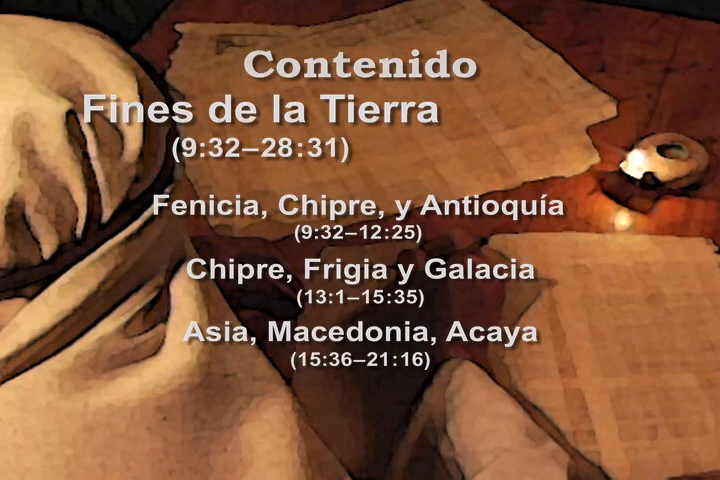 Contenido
Fines de la Tierra
(9:32–28:31)
Fenicia, Chipre, y Antioquía
(9:32–12:25)
Chipre, Frigia y Galacia
(13:1–15:35)
Asia, Macedonia, Acaya
(15:36–21:16)